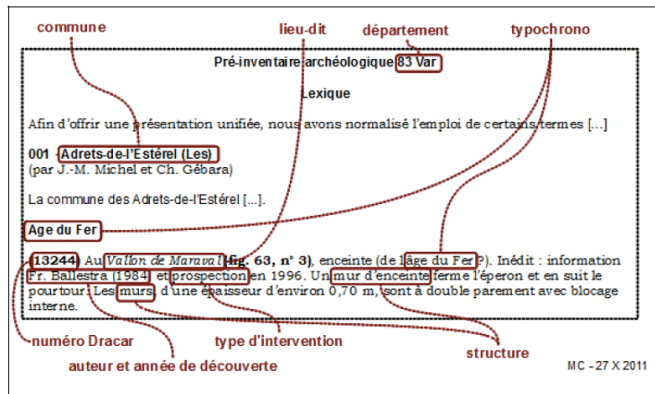 commune
lieu-dit
département
typochrono
Pré-inventaire archéologique 83 Var
Lexique
Afin d'offrir une présentation unifiée, nous avons normalisé l'emploi de certains termes [...]
001 - Adrets-de-l'Estérel (Les)
(par J.-M. Michel et Ch. Gébara)
La commune des Adrets-de-l'Estérel [...].
Age du Fer
(13244) Au Vallon de Maraval (fig. 63, n° 3), enceinte (de l'âge du Fer ?). Inédit : information
Fr. Ballestra (1984) et prospection en 1996. Un mur d'enceinte ferme l'éperon et en suit le
pourtour. Les murs, d'une épaisseur d'environ 0,70 m, sont à double parement avec blocage
interne.
numéro Dracar
type d'intervention
structure
auteur et année de découverte
MC - 27 X 2011